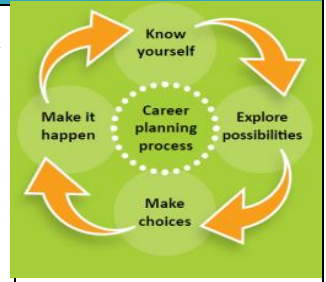 Know
yourself
Explore
possibilities
Make
choices
Make it
happen
Career
planning
process